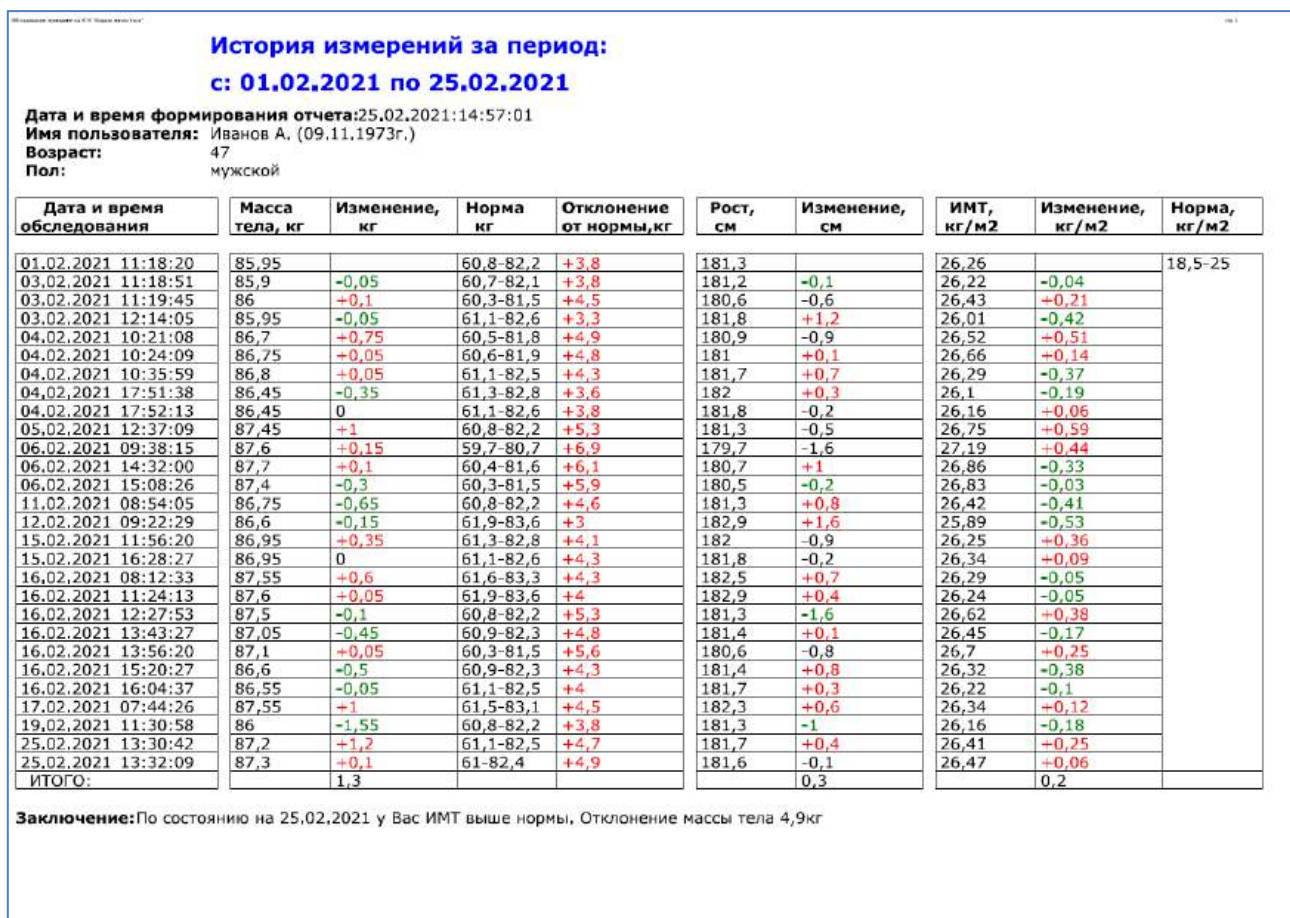 История измерений за период:
с: 01.02.2021 по 25.02.2021
Дата и время формирования отчета:25.02.2021:14:57:01
Имя пользователя: Иванов А. (09.11.1973г.)
Возраст: 47
Пол: мужской
Дата и время обследования Масса тела, кг Изменение, кг Норма кг Отклонение от нормы,кг Рост, см Изменение, см ИМТ, кг/м2 Изменение, кг/м2 Норма, кг/м2
01.02.2021 11:18:20 85,95 60,8-82,2 +3,8 181,3 26,26 18,5-25
03.02.2021 11:18:51 85,9 -0,05 60,7-82,1 +3,8 181,2 -0,1 26,22 -0,04
03.02.2021 11:19:45 86 +0,1 60,3-81,5 +4,5 180,6 -0,6 26,43 +0,21
03.02.2021 12:14:05 85,95 -0,05 61,1-82,6 +3,3 181,8 +1,2 26,01 -0,42
04.02.2021 10:21:08 86,7 +0,75 60,5-81,8 +4,9 180,9 -0,9 26,52 +0,51
04.02.2021 10:24:09 86,75 +0,05 60,6-81,9 +4,8 181 +0,1 26,66 +0,14
04.02.2021 10:35:59 86,8 +0,05 61,1-82,5 +4,3 181,7 +0,7 26,29 -0,37
04.02.2021 17:51:38 86,45 -0,35 61,3-82,8 +3,6 182 +0,3 26,1 -0,19
04.02.2021 17:52:13 86,45 0 61,1-82,6 +3,8 181,8 -0,2 26,16 +0,06
05.02.2021 12:37:09 87,45 +1 60,8-82,2 +5,3 181,3 -0,5 26,75 +0,59
06.02.2021 09:38:15 87,6 +0,15 59,7-80,7 +6,9 179,7 -1,6 27,19 +0,44
06.02.2021 14:32:00 87,7 +0,1 60,4-81,6 +6,1 180,7 +1 26,86 -0,33
06.02.2021 15:08:26 87,4 -0,3 60,3-81,5 +5,9 180,5 -0,2 26,83 -0,03
11.02.2021 08:54:05 86,75 -0,65 60,8-82,2 +4,6 181,3 +0,8 26,42 -0,41
12.02.2021 09:22:29 86,6 -0,15 61,9-83,6 +3 182,9 +1,6 25,89 -0,53
15.02.2021 11:56:20 86,95 +0,35 61,3-82,8 +4,1 182 -0,9 26,25 +0,36
15.02.2021 16:28:27 86,95 0 61,1-82,6 +4,3 181,8 -0,2 26,34 +0,09
16.02.2021 08:12:33 87,55 +0,6 61,6-83,3 +4,3 182,5 +0,7 26,29 -0,05
16.02.2021 11:24:13 87,6 +0,05 61,9-83,6 +4 182,9 +0,4 26,24 -0,05
16.02.2021 12:27:53 87,5 -0,1 60,8-82,2 +5,3 181,3 -1,6 26,62 +0,38
16.02.2021 13:43:27 87,05 -0,45 60,9-82,3 +4,8 181,4 +0,1 26,45 -0,17
16.02.2021 13:56:20 87,1 +0,05 60,3-81,5 +5,6 180,6 -0,8 26,7 +0,25
16.02.2021 15:20:27 86,6 -0,5 60,9-82,3 +4,3 181,4 +0,8 26,32 -0,38
16.02.2021 16:04:37 86,55 -0,05 61,1-82,5 +4 181,7 +0,3 26,22 -0,1
17.02.2021 07:44:26 87,55 +1 61,5-83,1 +4,5 182,3 +0,6 26,34 +0,12
19.02.2021 11:30:58 86 -1,55 60,8-82,2 +3,8 181,3 -1 26,16 -0,18
25.02.2021 13:30:42 87,2 +1,2 61,1-82,5 +4,7 181,7 +0,4 26,41 +0,25
25.02.2021 13:32:09 87,3 +0,1 61-82,4 +4,9 181,6 -0,1 26,47 +0,06
ИТОГО: 1,3 0,3 0,2
Заключение:По состоянию на 25.02.2021 у Вас ИМТ выше нормы. Отклонение массы тела 4,9кг